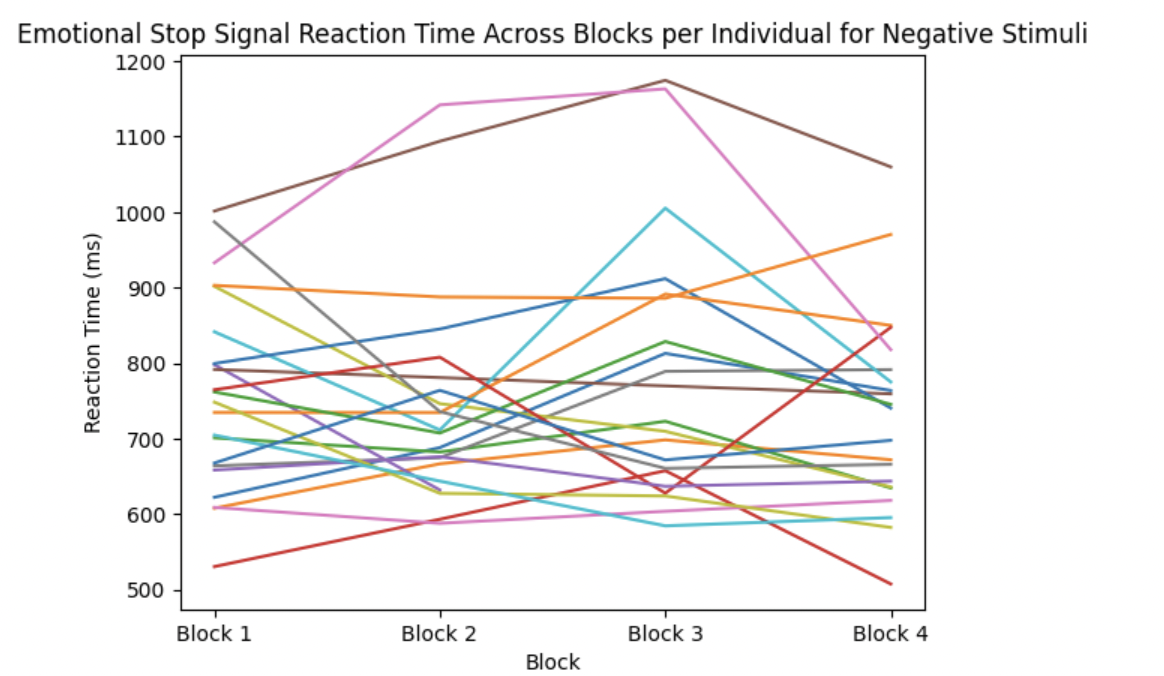 Emotional Stop Signal Reaction Time Across Blocks per Individual for Negative Stimuli
1200
1100
1000
900
800
700
600
500
Reaction Time (ms)
Block 1 Block 2 Block 3 Block 4
Block